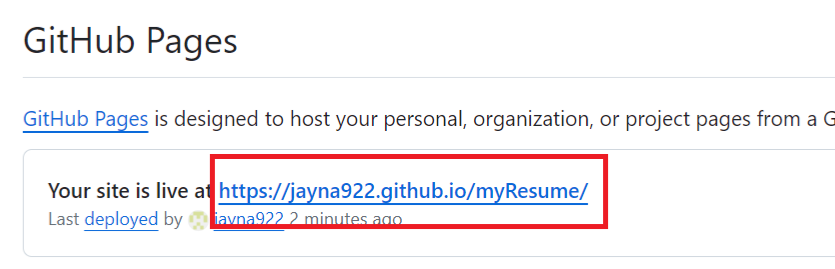 GitHub Pages
GitHub Pages is designed to host your personal, organization, or project pages from a G
Your site is live at https://jayna922.github.io/myResume/
Last deployed by jayna922 2 minutes ago